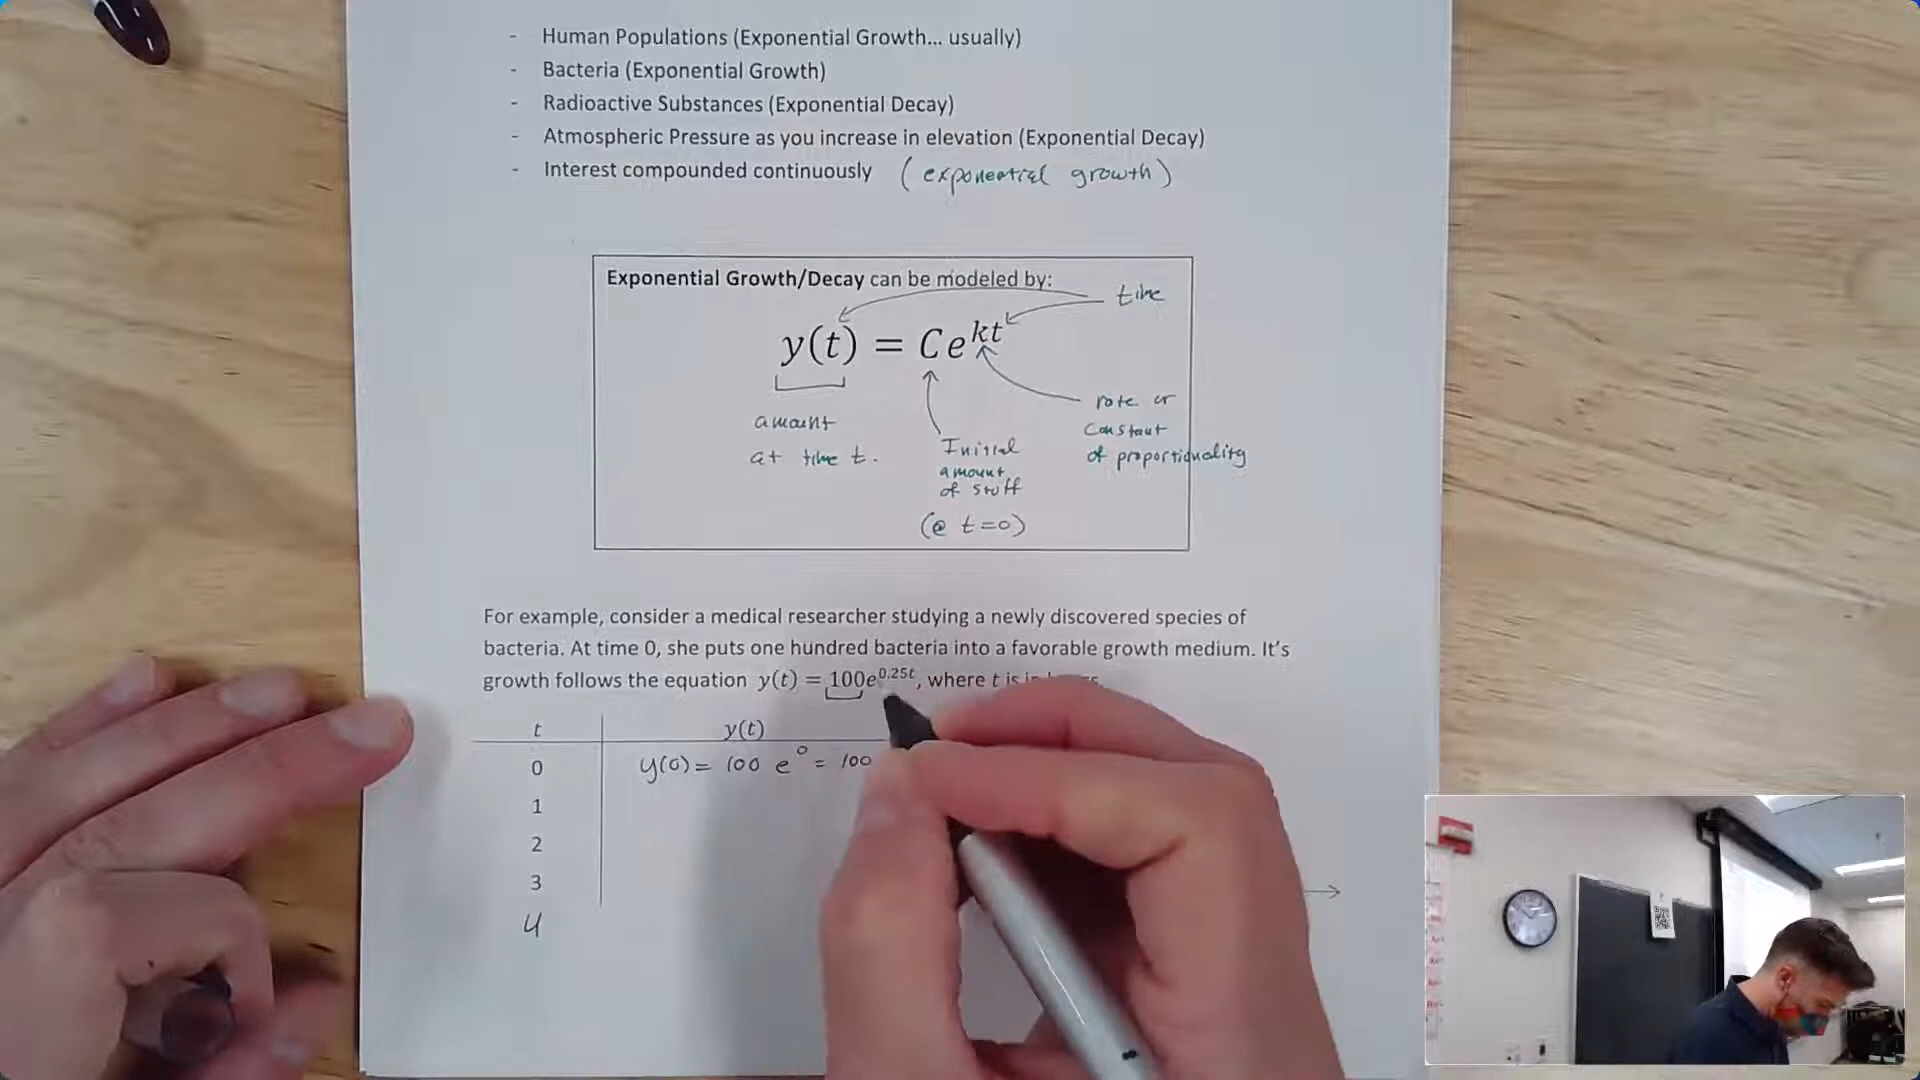 - Human Populations (Exponential Growth... usually)
- Bacteria (Exponential Growth)
- Radioactive Substances (Exponential Decay)
- Atmospheric Pressure as you increase in elevation (Exponential Decay)
- Interest compounded continuously (exponential growth)
Exponential Growth/Decay can be modeled by:
time
y(t) = Ce^{kt}
amount
at time t.
Initial
amount
of stuff
(@ t=0)
rate or
Constant
of proportionality
For example, consider a medical researcher studying a newly discovered species of
bacteria. At time 0, she puts one hundred bacteria into a favorable growth medium. It's
growth follows the equation y(t) = 100e^{0.25t}, where t is in
t y(t)
0 y(0) = 100 e^0 = 100
1
2
3
4